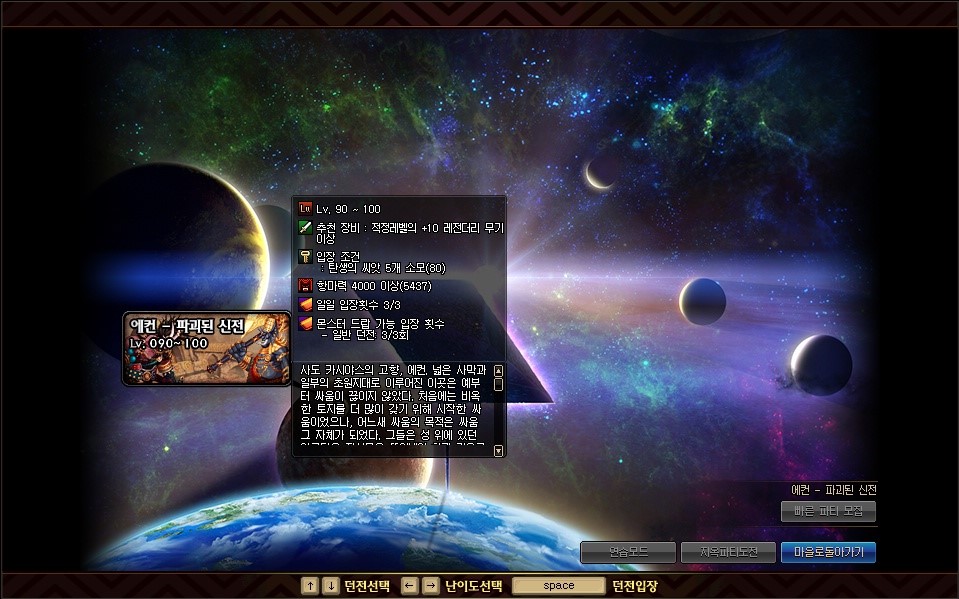 Lv. 90 ~ 100
추천 장비 : 적정레벨의 +10 레전더리 무기
이상
입장 조건
: 탄생의 씨앗 5개 소모(80)
항마력 4000 이상(5437)
일일 입장횟수 3/3
몬스터 드랍 가능 입장 횟수
- 일반 던전: 3/3회
에컨 - 파괴된 신전
Lv. 090~100
사도 카시야스의 고향, 에컨. 넓은 사막과
일부의 초원지대로 이루어진 이곳은 예부
터 싸움이 끊이지 않았다. 처음에는 비옥
한 토지를 더 많이 갖기 위해 시작한 싸
움이었으나, 어느새 싸움의 목적은 싸움
그 자체가 되었다. 그들은 성 위에 있던
에컨 - 파괴된 신전
빠른 파티 모집
연습모드
지옥파티도전
마을로돌아가기
↑ ↓ 던전선택 ← → 난이도선택 space 던전입장